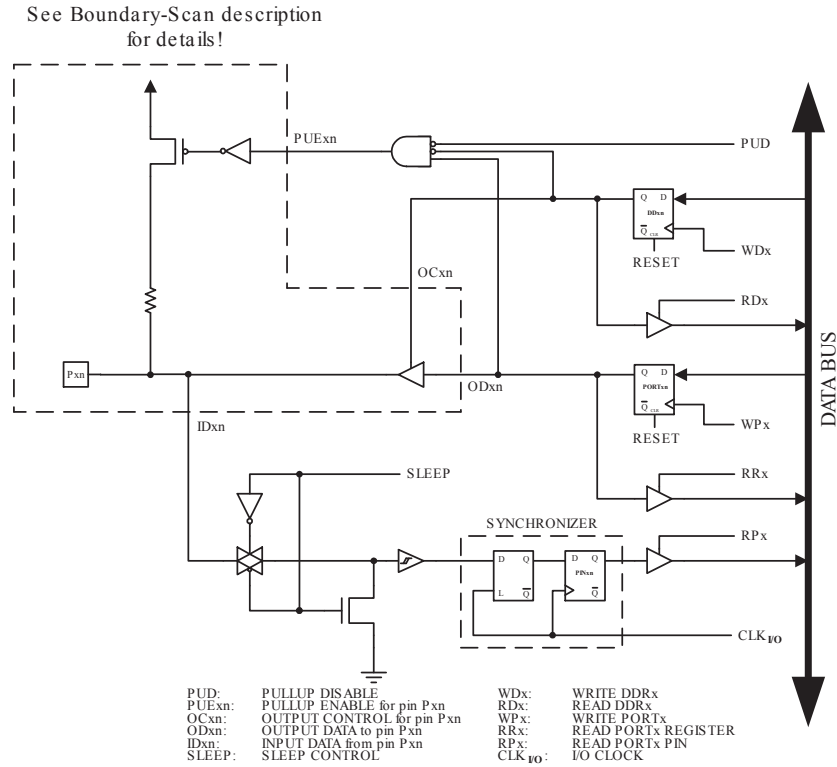 See Boundary-Scan description
for details!
PUExn
PUD
Q D
DDxn
Q CLR
WDx
RESET
OCxn
RDx
Pxn
ODxn
Q D
PORTxn
Q CLR
WPx
RESET
IDxn
SLEEP
RRx
SYNCHRONIZER
RPx
D Q
L Q
D Q
PINxn
Q
CLK I/O
DATA BUS
PUD: PULLUP DISABLE
PUExn: PULLUP ENABLE for pin Pxn
OCxn: OUTPUT CONTROL for pin Pxn
ODxn: OUTPUT DATA to pin Pxn
IDxn: INPUT DATA from pin Pxn
SLEEP: SLEEP CONTROL
WDx: WRITE DDRx
RDx: READ DDRx
WPx: WRITE PORTx
RRx: READ PORTx REGISTER
RPx: READ PORTx PIN
CLK I/O: I/O CLOCK